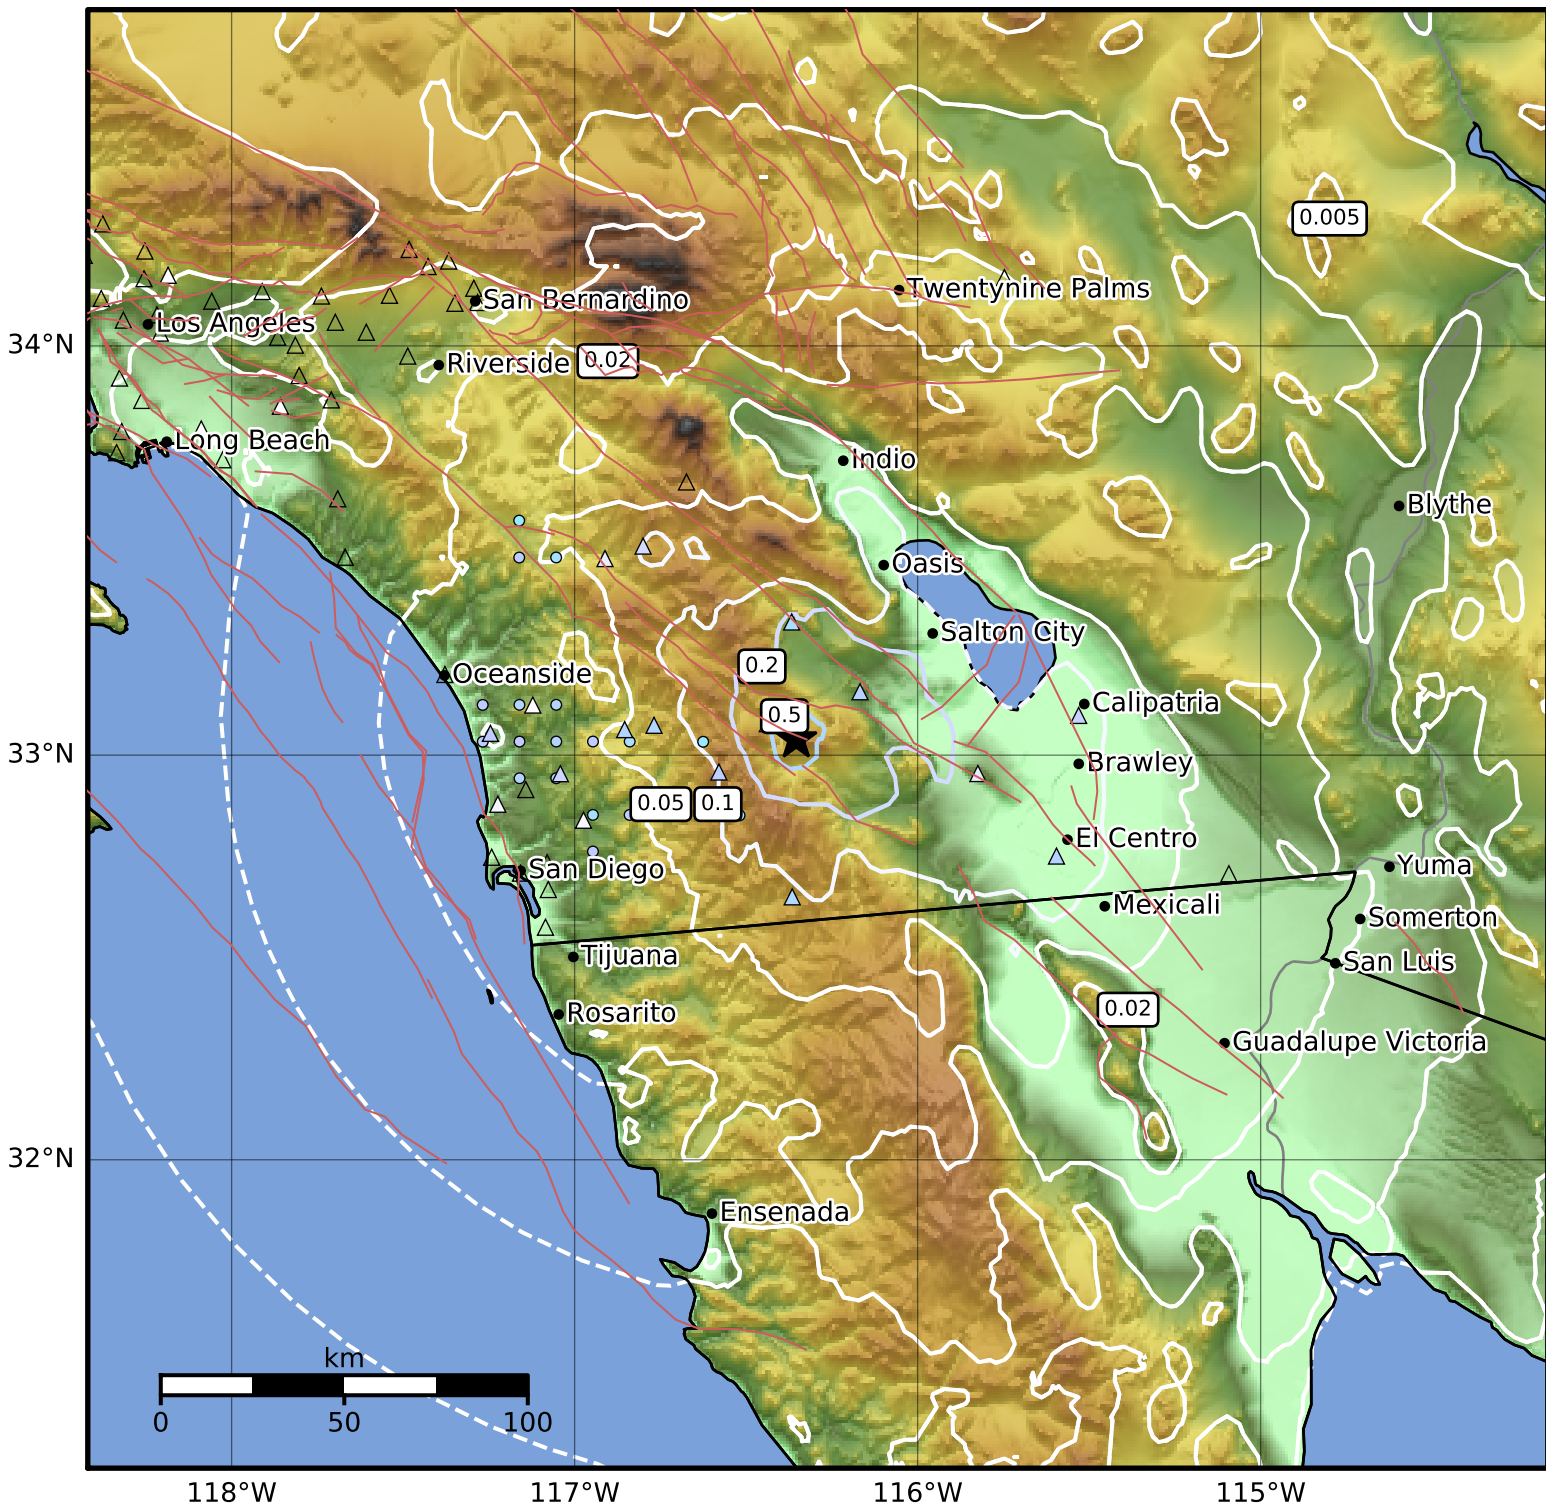 0.005
Twentynine Palms
San Bernardino
Los Angeles
34°N
Riverside
0.02
Long Beach
Indio
Blythe
Oasis
Salton City
0.2
Oceanside
Calipatria
0.5
33°N
Brawley
0.05
0.1
El Centro
San Diego
Yuma
Mexicali
Somerton
Tijuana
San Luis
0.02
Rosarito
Guadalupe Victoria
32°N
Ensenada
km
0 50 100
118°W 117°W 116°W 115°W